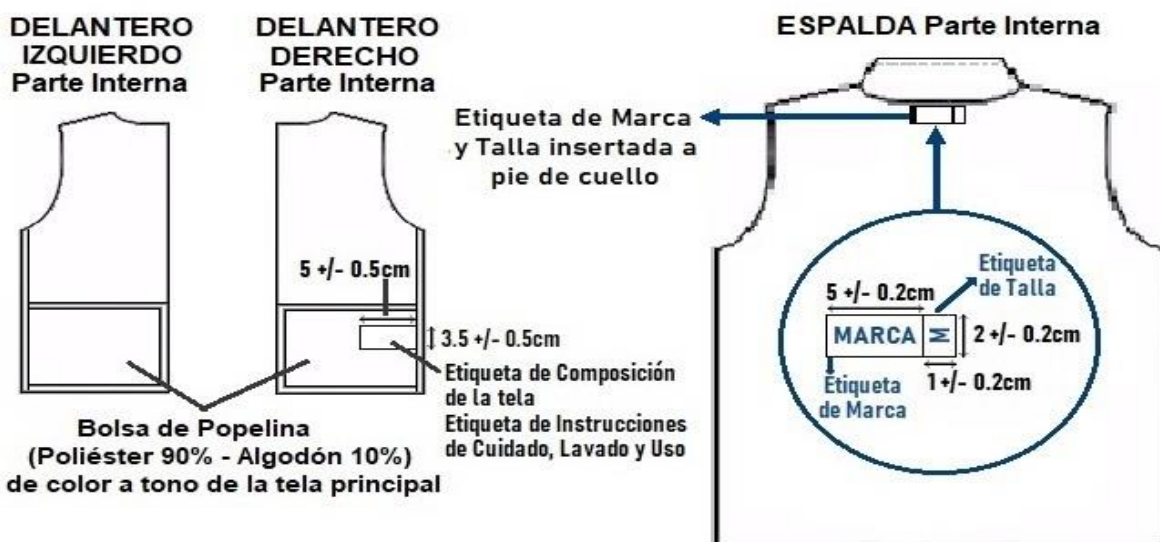 DELANTERO
IZQUIERDO
Parte Interna
DELANTERO
DERECHO
Parte Interna
ESPALDA Parte Interna
Etiqueta de Marca
y Talla insertada a
pie de cuello
5 +/- 0.5cm
3.5 +/- 0.5cm
Etiqueta de Composición
de la tela
Etiqueta de Instrucciones
de Cuidado, Lavado y Uso
Bolsa de Popelina
(Poliéster 90% - Algodón 10%)
de color a tono de la tela principal
Etiqueta
de Talla
5 +/- 0.2cm
MARCA M
2 +/- 0.2cm
1 +/- 0.2cm
Etiqueta
de Marca